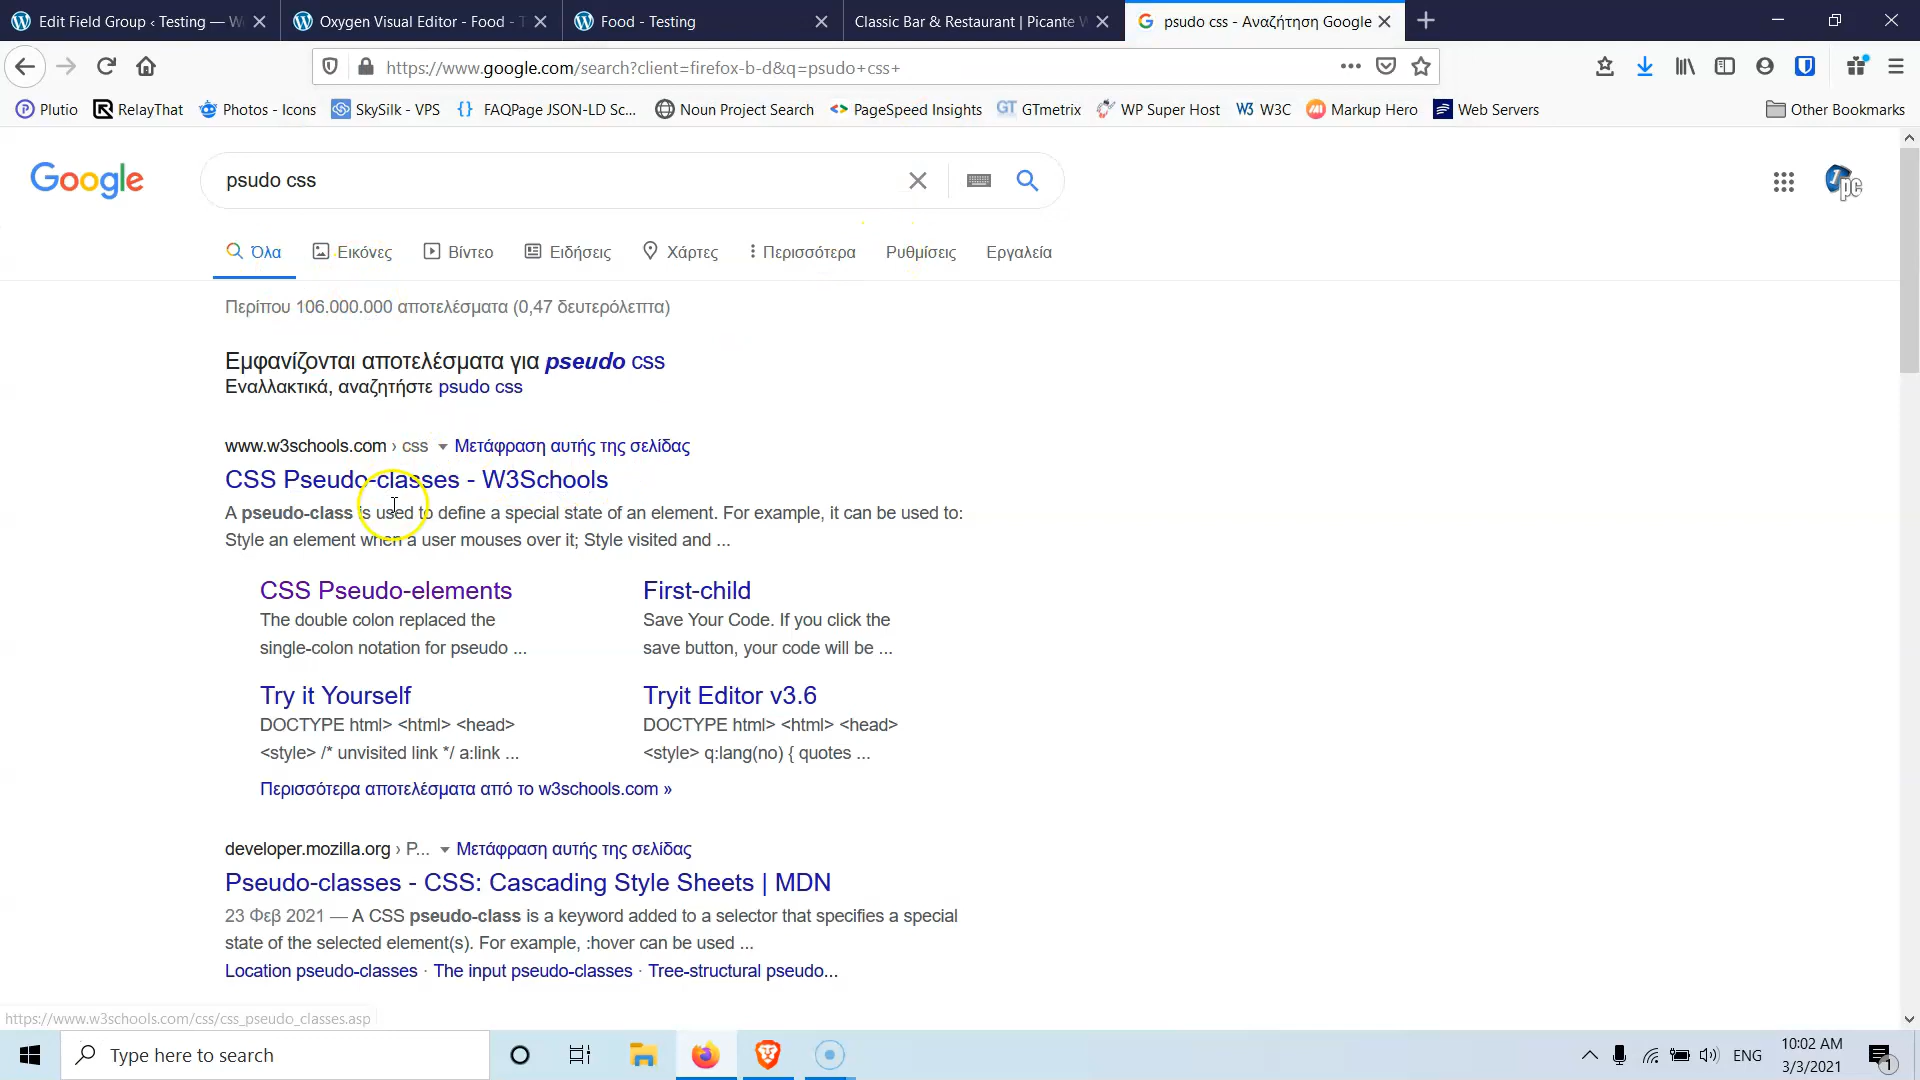 Edit Field Group ‹ Testing — W
Oxygen Visual Editor - Food - T
Food - Testing
Classic Bar & Restaurant | Picante W
psudo css - Αναζήτηση Google
https://www.google.com/search?client=firefox-b-d&q=psudo+css+
Plutio
RelayThat
Photos - Icons
SkySilk - VPS
FAQPage JSON-LD Sc...
Noun Project Search
PageSpeed Insights
GTmetrix
WP Super Host
W3C
Markup Hero
Web Servers
Other Bookmarks
Google
psudo css
Όλα
Εικόνες
Βίντεο
Ειδήσεις
Χάρτες
Περισσότερα
Ρυθμίσεις
Εργαλεία
Περίπου 106.000.000 αποτελέσματα (0,47 δευτερόλεπτα)
Εμφανίζονται αποτελέσματα για pseudo css
Εναλλακτικά, αναζητήστε psudo css
www.w3schools.com › css Μετάφραση αυτής της σελίδας
CSS Pseudo-classes - W3Schools
A pseudo-class is used to define a special state of an element. For example, it can be used to:
Style an element when a user mouses over it; Style visited and ...
CSS Pseudo-elements
The double colon replaced the
single-colon notation for pseudo ...
First-child
Save Your Code. If you click the
save button, your code will be ...
Try it Yourself
DOCTYPE html> <html> <head>
<style> /* unvisited link */ a:link ...
Tryit Editor v3.6
DOCTYPE html> <html> <head>
<style> q:lang(no) { quotes ...
Περισσότερα αποτελέσματα από το w3schools.com »
developer.mozilla.org › P... Μετάφραση αυτής της σελίδας
Pseudo-classes - CSS: Cascading Style Sheets | MDN
23 Φεβ 2021 — A CSS pseudo-class is a keyword added to a selector that specifies a special
state of the selected element(s). For example, :hover can be used ...
Location pseudo-classes · The input pseudo-classes · Tree-structural pseudo...
https://www.w3schools.com/css/css_pseudo_classes.asp
Type here to search
ENG
10:02 AM
3/3/2021
1